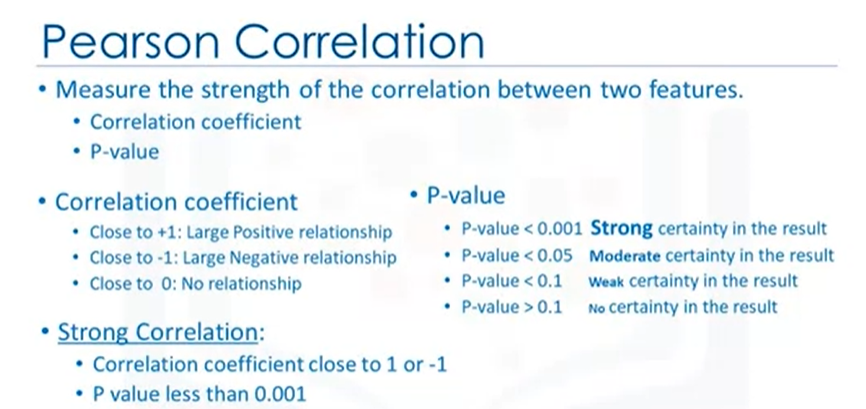 Pearson Correlation
• Measure the strength of the correlation between two features.
• Correlation coefficient
• P-value
• Correlation coefficient
• Close to +1: Large Positive relationship
• Close to -1: Large Negative relationship
• Close to 0: No relationship
• P-value
• P-value < 0.001 Strong certainty in the result
• P-value < 0.05 Moderate certainty in the result
• P-value < 0.1 Weak certainty in the result
• P-value > 0.1 No certainty in the result
• Strong Correlation:
• Correlation coefficient close to 1 or -1
• P value less than 0.001